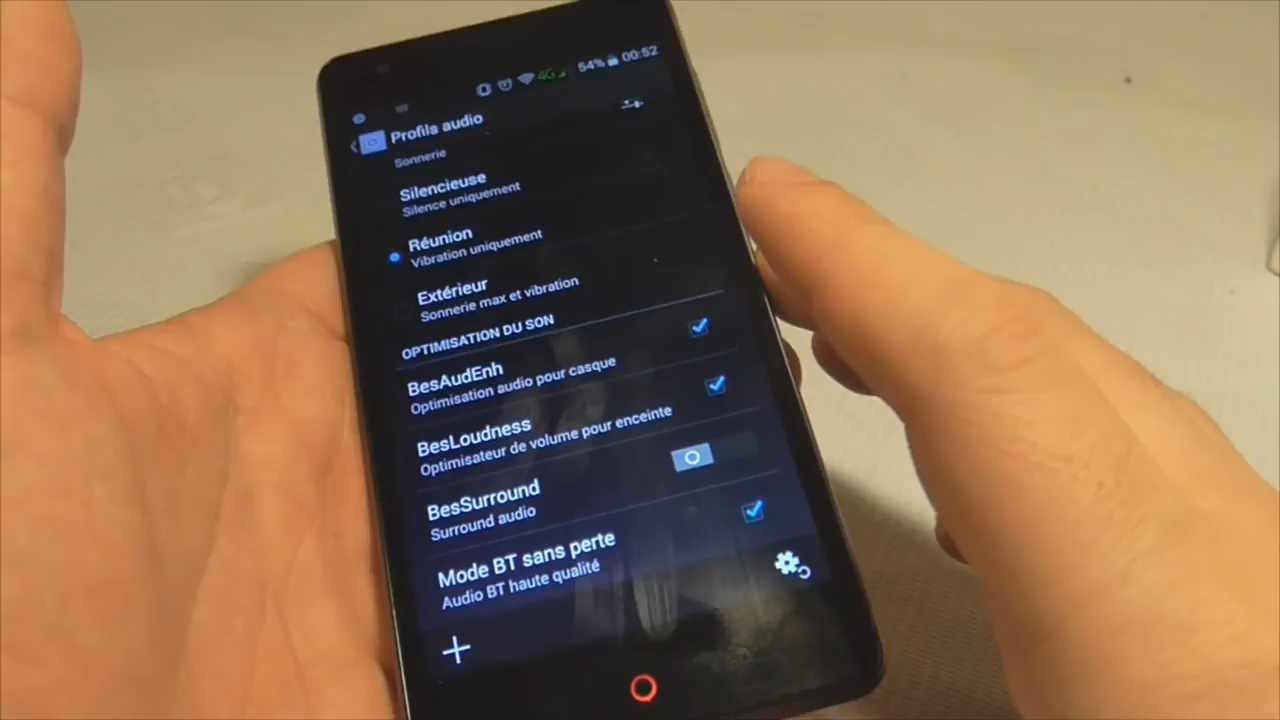 4G 54% 00:52
Profils audio
Sonnerie
Silencieuse
Silence uniquement
Réunion
Vibration uniquement
Extérieur
Sonnerie max et vibration
OPTIMISATION DU SON
BesAudEnh
Optimisation audio pour casque
BesLoudness
Optimisateur de volume pour enceinte
BesSurround
Surround audio
Mode BT sans perte
Audio BT haute qualité